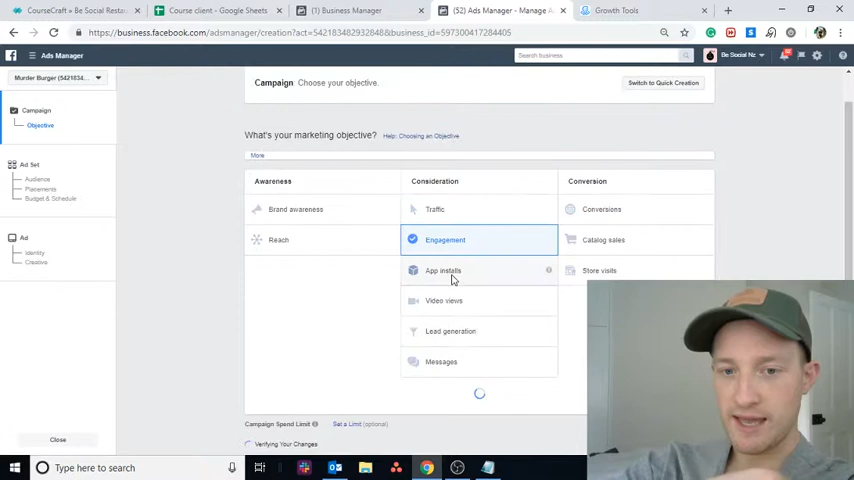 CourseCraft » Be Social Resta
Course client - Google Sheets
(1) Business Manager
(52) Ads Manager - Manage A
Growth Tools
https://business.facebook.com/adsmanager/creation?act=542183482932848&business_id=597300417284405
Ads Manager
Search business
Be Social Nz
Murder Burger (5421834...
Campaign: Choose your objective.
Switch to Quick Creation
Campaign
Objective
What's your marketing objective? Help: Choosing an Objective
More
Ad Set
Audience
Placements
Budget & Schedule
Awareness
Consideration
Conversion
Brand awareness
Traffic
Conversions
Ad
Identity
Creative
Reach
Engagement
Catalog sales
App installs
Store visits
Video views
Lead generation
Messages
Campaign Spend Limit
Set a Limit (optional)
Close
Verifying Your Changes
Type here to search